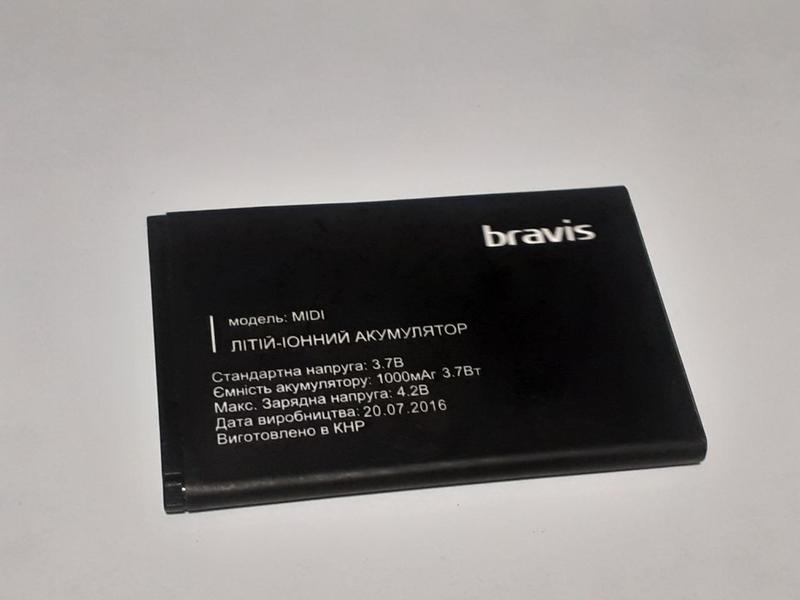 bravis
модель: MIDI
ЛІТІЙ-ІОННИЙ АКУМУЛЯТОР
Стандартна напруга: 3.7В
Ємність акумулятору: 1000мАг 3.7Вт
Макс. Зарядна напруга: 4.2В
Дата виробництва: 20.07.2016
Виготовлено в КНР